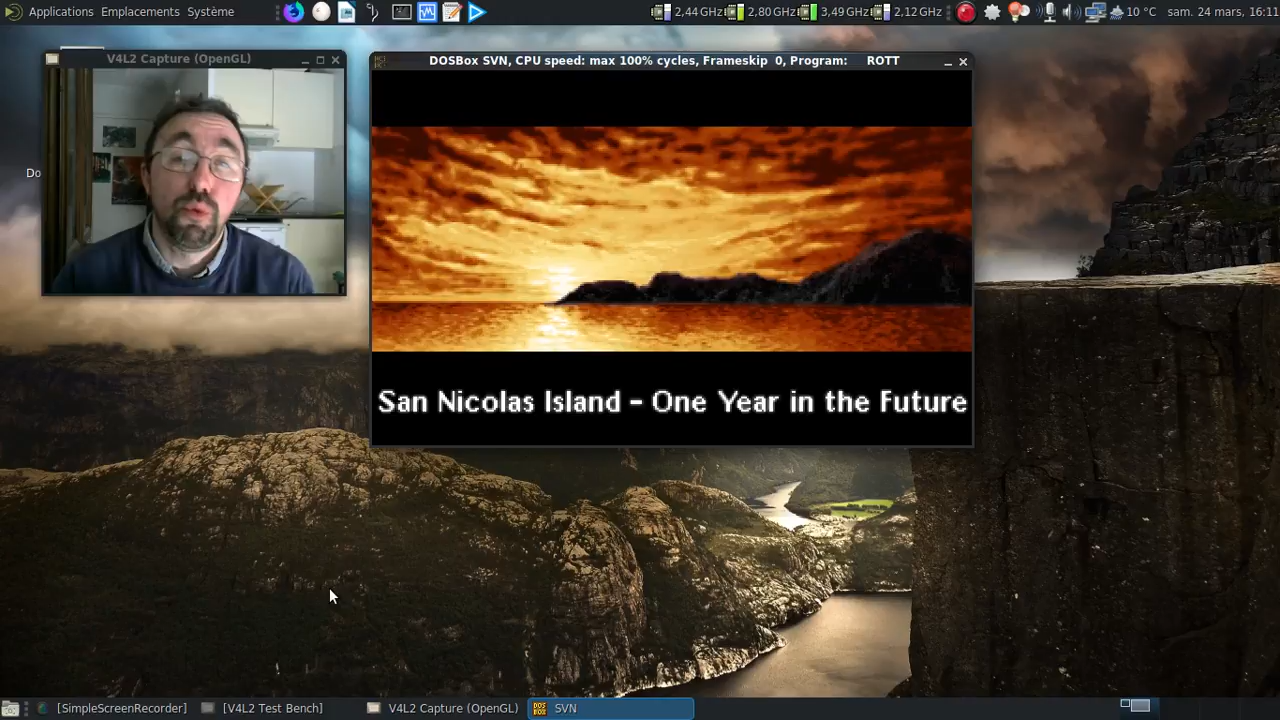 Applications Emplacements Système
2,44 GHz 2,80 GHz 3,49 GHz 2,12 GHz 10 °C sam. 24 mars, 16:11
V4L2 Capture (OpenGL)
DOSBox SVN, CPU speed: max 100% cycles, Frameskip 0, Program: ROTT
Do
San Nicolas Island - One Year in the Future
[SimpleScreenRecorder] [V4L2 Test Bench] V4L2 Capture (OpenGL) SVN